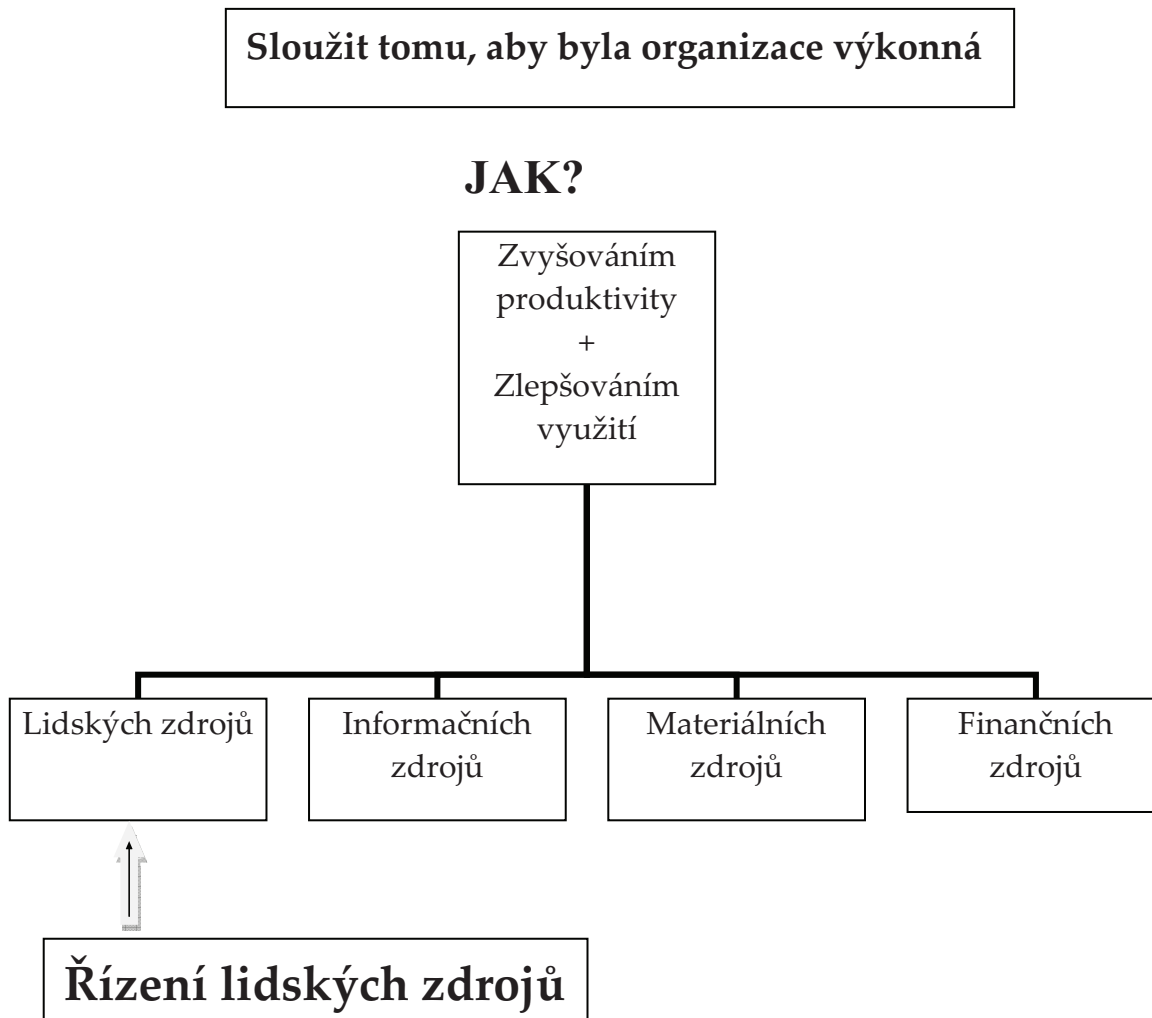 Sloužit tomu, aby byla organizace výkonná
JAK?
Zvyšováním
produktivity
+
Zlepšováním
využití
Lidských zdrojů
Informačních
zdrojů
Materiálních
zdrojů
Finančních
zdrojů
Řízení lidských zdrojů